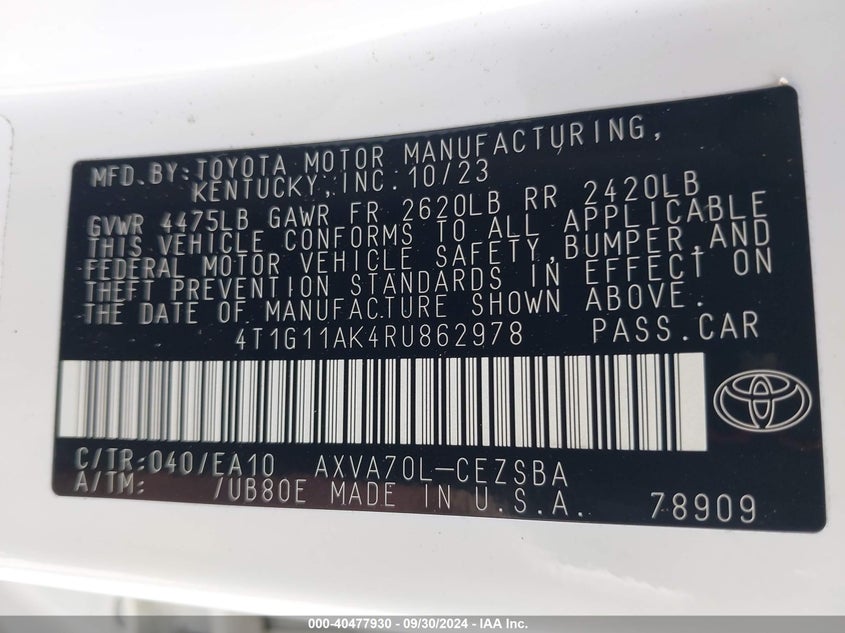 MFD.BY:TOYOTA MOTOR MANUFACTURING,
KENTUCKY,INC.10/23
GVWR 4475LB GAWR FR 2620LB RR 2420LB
THIS VEHICLE CONFORMS TO ALL APPLICABLE
FEDERAL MOTOR VEHICLE SAFETY,BUMPER,AND
THEFT PREVENTION STANDARDS IN EFFECT ON
THE DATE OF MANUFACTURE SHOWN ABOVE.
4T1G11AK4RU862978 PASS.CAR
C/TR:040/EA10 AXVA70L-CEZSBA
A/TM: /UB80E MADE IN U.S.A. 78909
000-40477930 - 09/30/2024 - IAA Inc.